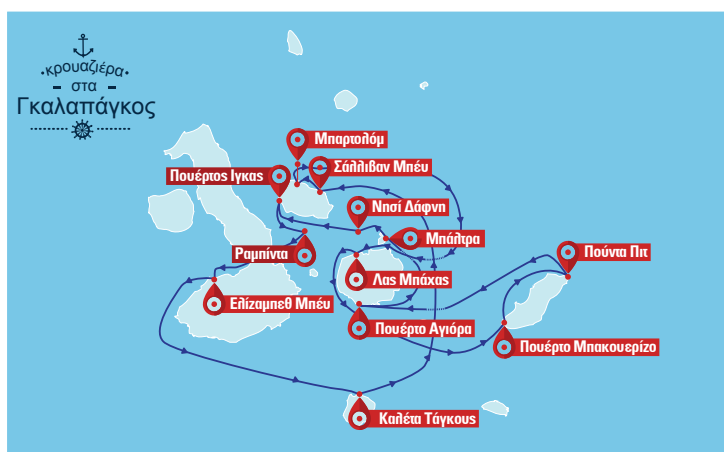 •κρουαζιέρα•
– στα –
Γκαλαπάγκος
Μπαρτολόμ
Σάλλιβαν Μπέυ
Πουέρτος Ιγκας
Νησί Δάφνη
Μπάλτρα
Ραμπίντα
Πούντα Πιτ
Λας Μπάχας
Ελίζαμπεθ Μπέυ
Πουέρτο Αγιόρα
Πουέρτο Μπακουερίζο
Καλέτα Τάγκους